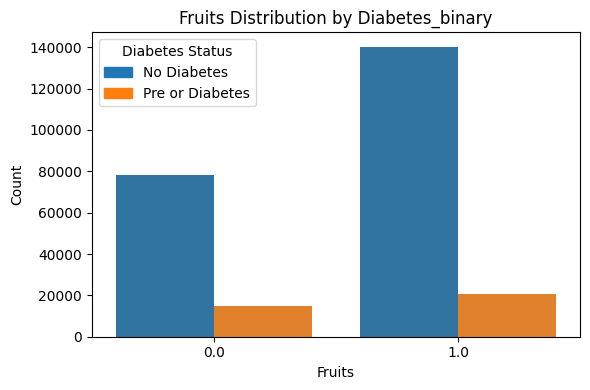 Fruits Distribution by Diabetes_binary
Diabetes Status
No Diabetes
Pre or Diabetes
140000
120000
100000
80000
60000
40000
20000
0
Count
0.0
1.0
Fruits